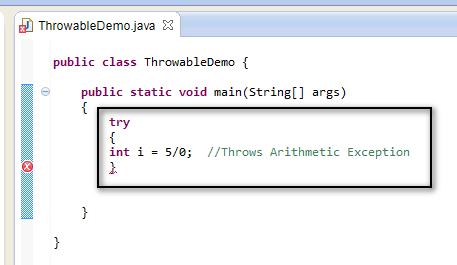 ThrowableDemo.java
public class ThrowableDemo {
public static void main(String[] args)
{
try
{
int i = 5/0;  //Throws Arithmetic Exception
}
}
}